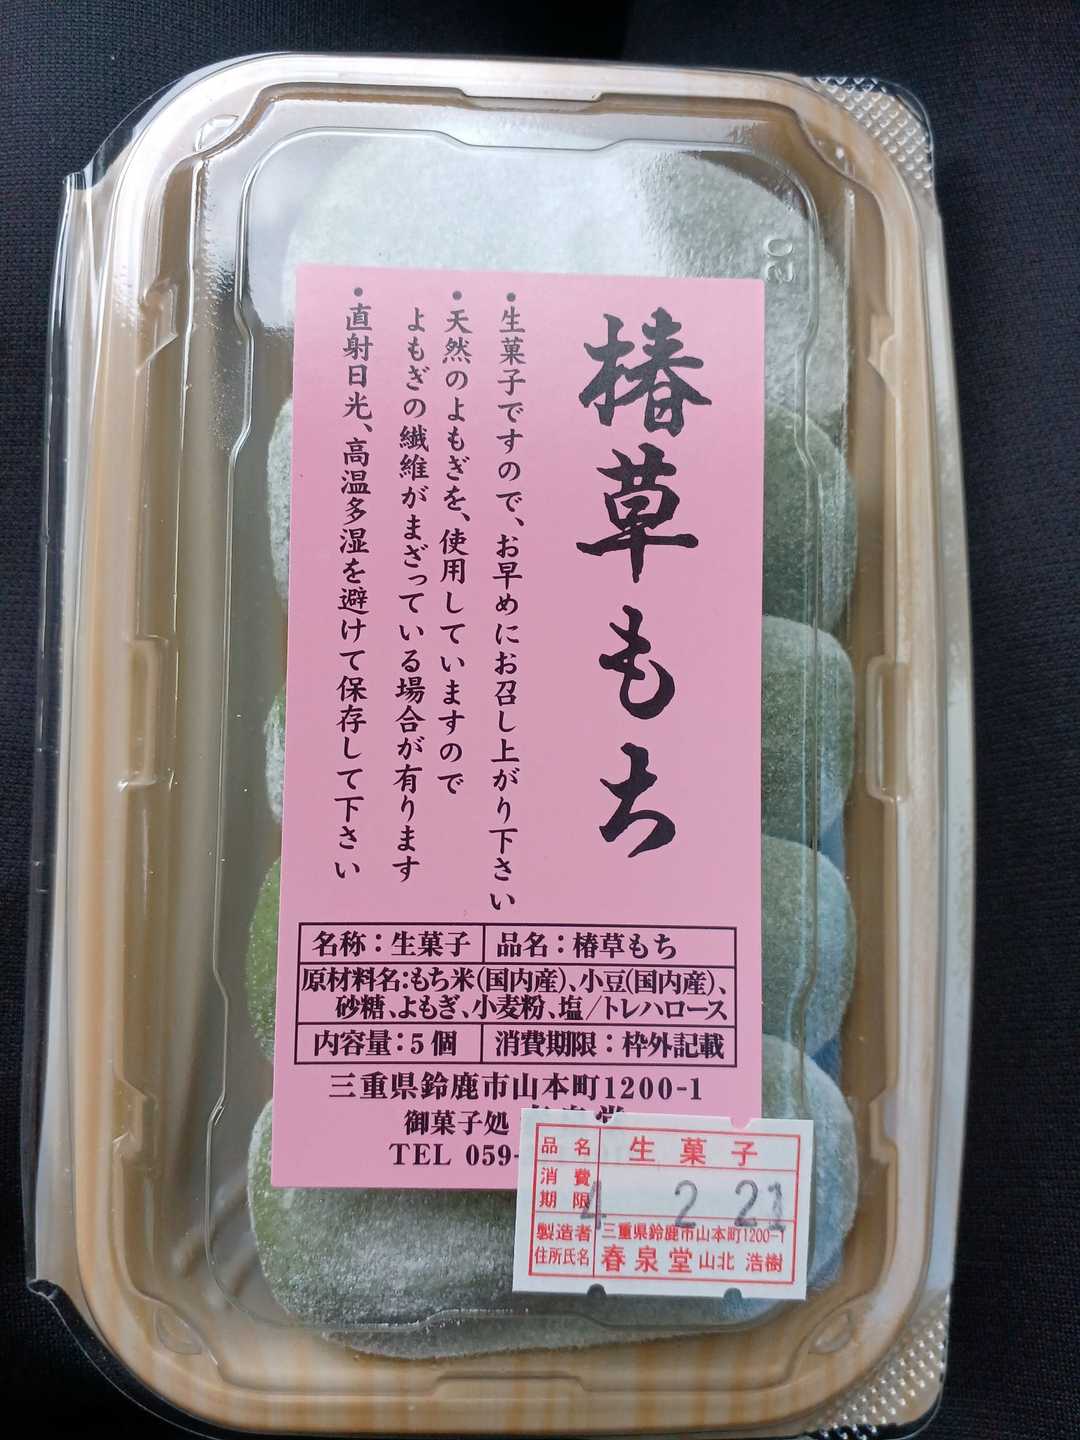 椿草もち
・生菓子ですので、お早めにお召し上がり下さい
・天然のよもぎを、使用していますので
よもぎの繊維がまざっている場合が有ります
・直射日光、高温多湿を避けて保存して下さい
名称：生菓子 品名：椿草もち
原材料名：もち米(国内産)、小豆(国内産)、
砂糖、よもぎ、小麦粉、塩/トレハロース
内容量：5個 消費期限：枠外記載
三重県鈴鹿市山本町1200-1
御菓子処
TEL 059-
品名 生菓子
消費期限 4 2 21
製造者 三重県鈴鹿市山本町1200-1
住所氏名 春泉堂 山北 浩樹
20